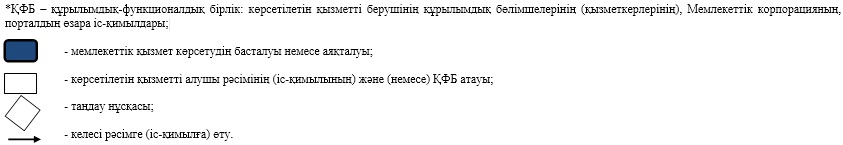 *ҚФБ – құрылымдық-функционалдық бірлік: көрсетілетін қызметті берушінің құрылымдық бөлімшелерінің (қызметкерлерінің), Мемлекеттік корпорацияның,
порталдың өзара іс-қимылдары;
- мемлекеттік қызмет көрсетудің басталуы немесе аяқталуы;
- көрсетілетін қызметті алушы рәсімінің (іс-қимылының) және (немесе) ҚФБ атауы;
- таңдау нұсқасы;
- келесі рәсімге (іс-қимылға) өту.